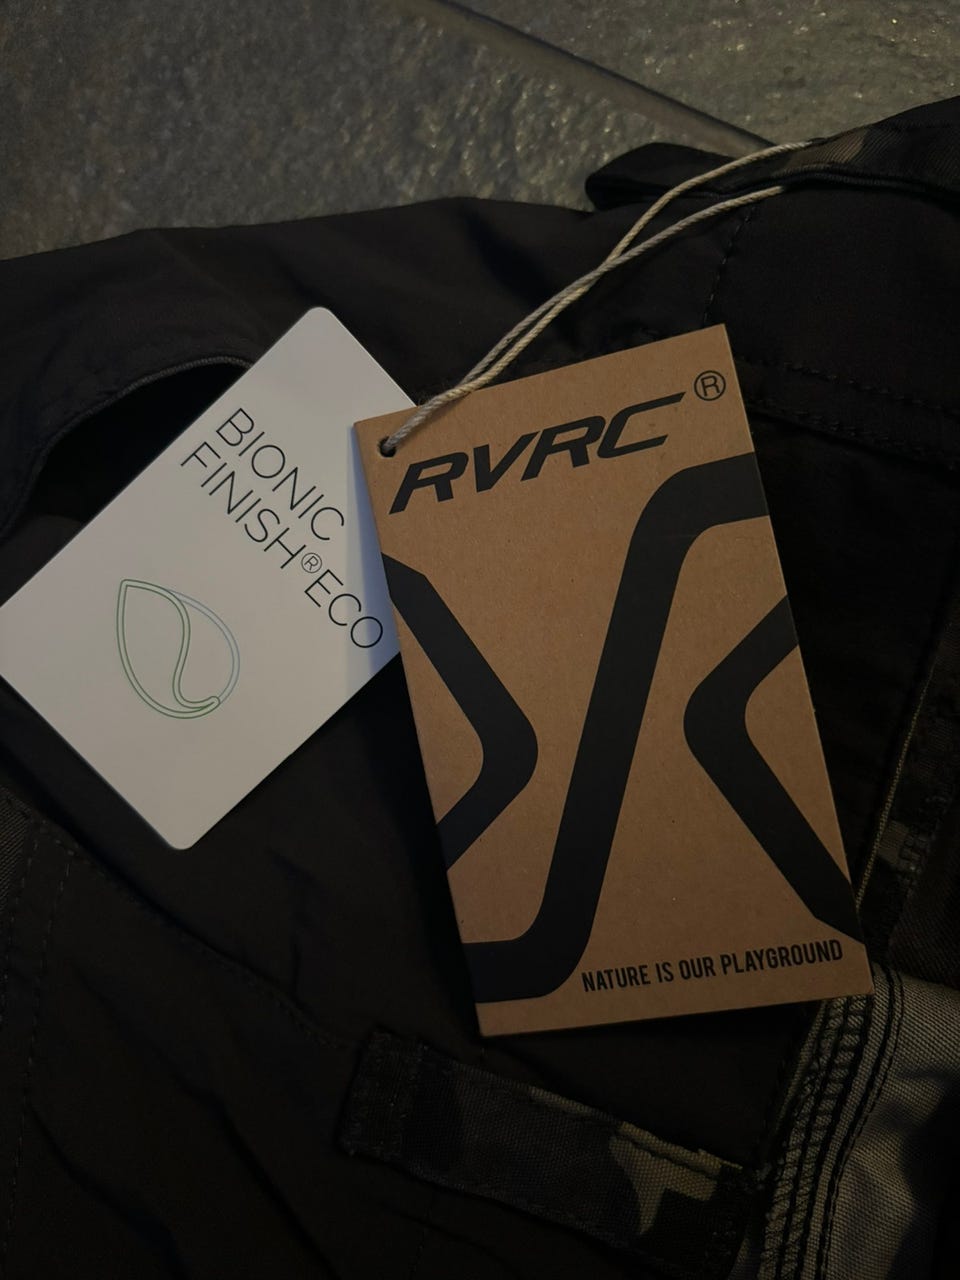 BIONIC
FINISH®ECO
RVRC®
NATURE IS OUR PLAYGROUND